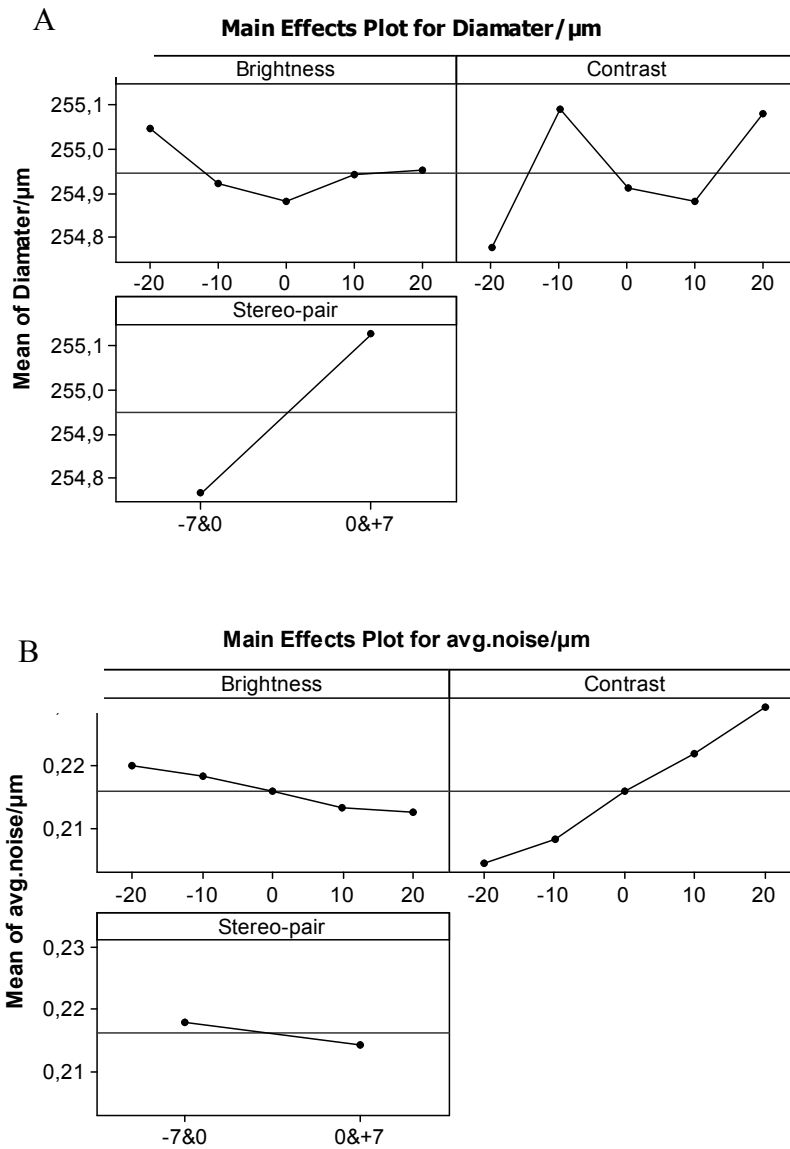 A
Main Effects Plot for Diamater/µm
Brightness Contrast
255,1
255,0
254,9
254,8
-20 -10 0 10 20 -20 -10 0 10 20
Stereo-pair
255,1
255,0
254,9
254,8
-7&0 0&+7
Mean of Diamater/µm
B
Main Effects Plot for avg.noise/µm
Brightness Contrast
0,22
0,21
-20 -10 0 10 20 -20 -10 0 10 20
Stereo-pair
0,23
0,22
0,21
-7&0 0&+7
Mean of avg.noise/µm